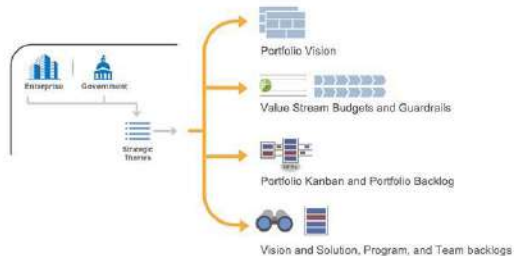 Portfolio Vision
Enterprise
Government
Value Stream Budgets and Guardrails
Strategic
Themes
Portfolio Kanban and Portfolio Backlog
Vision and Solution, Program, and Team backlogs